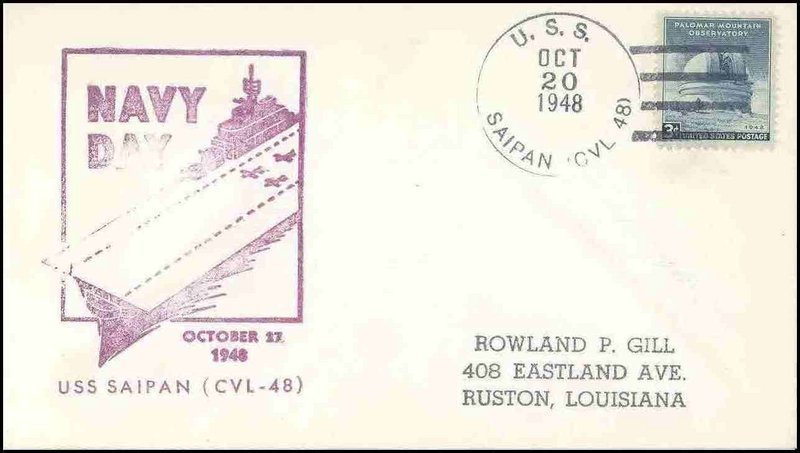 NAVY
DAY
OCTOBER 27,
1948
USS SAIPAN (CVL-48)
U. S. S.
OCT
20
1948
SAIPAN (CVL 48)
PALOMAR MOUNTAIN
OBSERVATORY
1948
3¢ UNITED STATES POSTAGE
ROWLAND P. GILL
408 EASTLAND AVE.
RUSTON, LOUISIANA